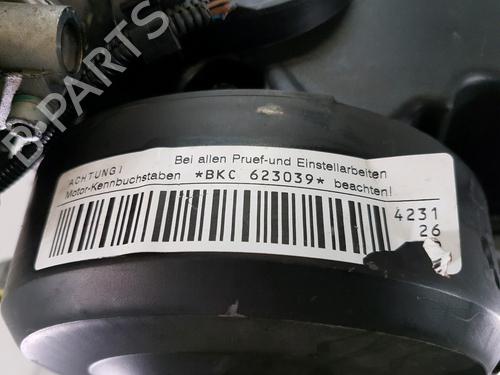 B-PARTS
ACHTUNG! Bei allen Pruef-und Einstellarbeiten
Motor-Kennbuchstaben *BKC 623039* beachten!
4231
26